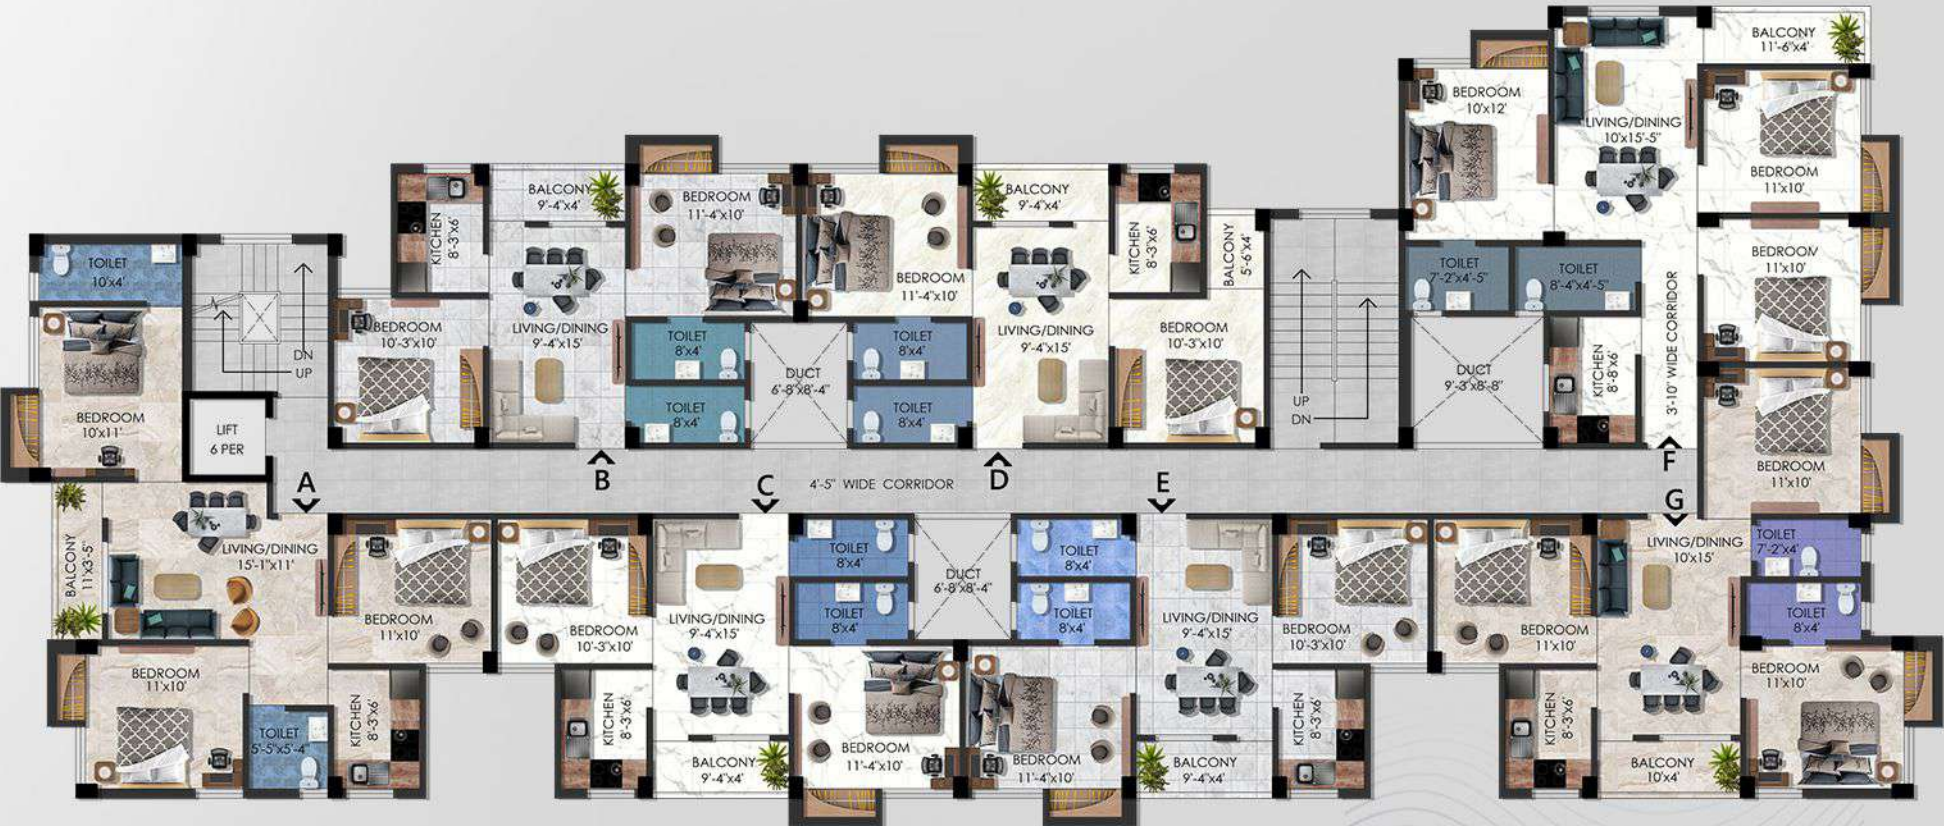 BALCONY
11'-6"x4'
BEDROOM
10'x12'
LIVING/DINING
10'x15'-5"
BEDROOM
11'x10'
BALCONY
9'-4"x4'
BEDROOM
11'-4"x10'
BALCONY
9'-4"x4'
KITCHEN
8'-3"x6'
KITCHEN
8'-3"x6'
BALCONY
5'-6"x4'
TOILET
10'x4'
BEDROOM
11'-4"x10'
TOILET
7'-2"x4'-5"
TOILET
8'-4"x4'-5"
BEDROOM
11'x10'
3'-10" WIDE CORRIDOR
BEDROOM
10'-3"x10'
LIVING/DINING
9'-4"x15'
TOILET
8'x4'
TOILET
8'x4'
LIVING/DINING
9'-4"x15'
BEDROOM
10'-3"x10'
DN
UP
DUCT
6'-8"x8'-4"
DUCT
9'-3"x8'-8"
KITCHEN
8'-8"x6'
BEDROOM
10'x11'
TOILET
8'x4'
TOILET
8'x4'
UP
DN
LIFT
6 PER
BEDROOM
11'x10'
A
B
C
4'-5" WIDE CORRIDOR
D
E
F
G
BALCONY
11'x3'-5"
LIVING/DINING
15'-1"x11'
TOILET
8'x4'
DUCT
6'-8"x8'-4"
TOILET
8'x4'
LIVING/DINING
10'x15'
TOILET
7'-2"x4'
BEDROOM
11'x10'
BEDROOM
10'-3"x10'
LIVING/DINING
9'-4"x15'
TOILET
8'x4'
TOILET
8'x4'
LIVING/DINING
9'-4"x15'
BEDROOM
10'-3"x10'
BEDROOM
11'x10'
TOILET
8'x4'
BEDROOM
11'x10'
BEDROOM
11'x10'
TOILET
5'-5"x5'-4"
KITCHEN
8'-3"x6'
KITCHEN
8'-3"x6'
BALCONY
9'-4"x4'
BEDROOM
11'-4"x10'
BEDROOM
11'-4"x10'
BALCONY
9'-4"x4'
KITCHEN
8'-3"x6'
KITCHEN
8'-3"x6'
BALCONY
10'x4'